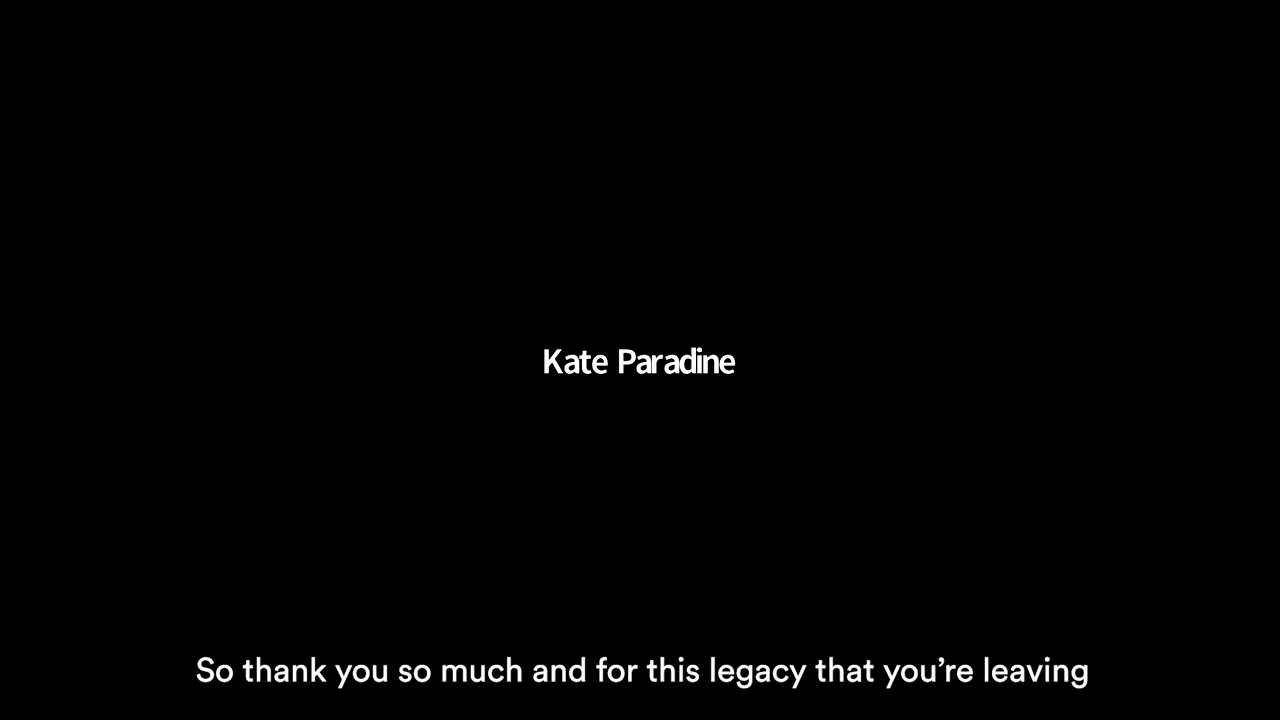 Kate Paradine
So thank you so much and for this legacy that you’re leaving